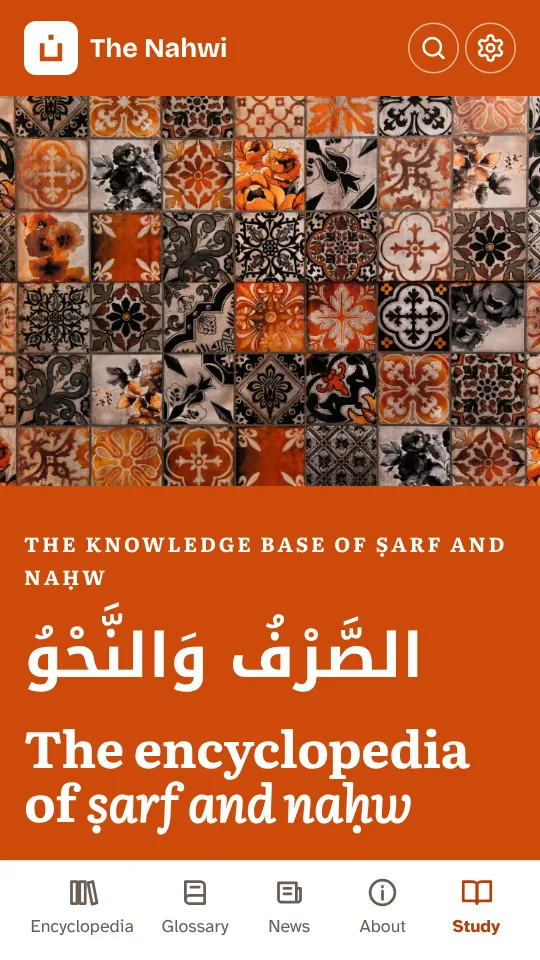 The Nahwi
THE KNOWLEDGE BASE OF ṢARF AND
NAḤW
الصَّرْفُ وَالنَّحْوُ
The encyclopedia
of ṣarf and naḥw
Encyclopedia
Glossary
News
About
Study